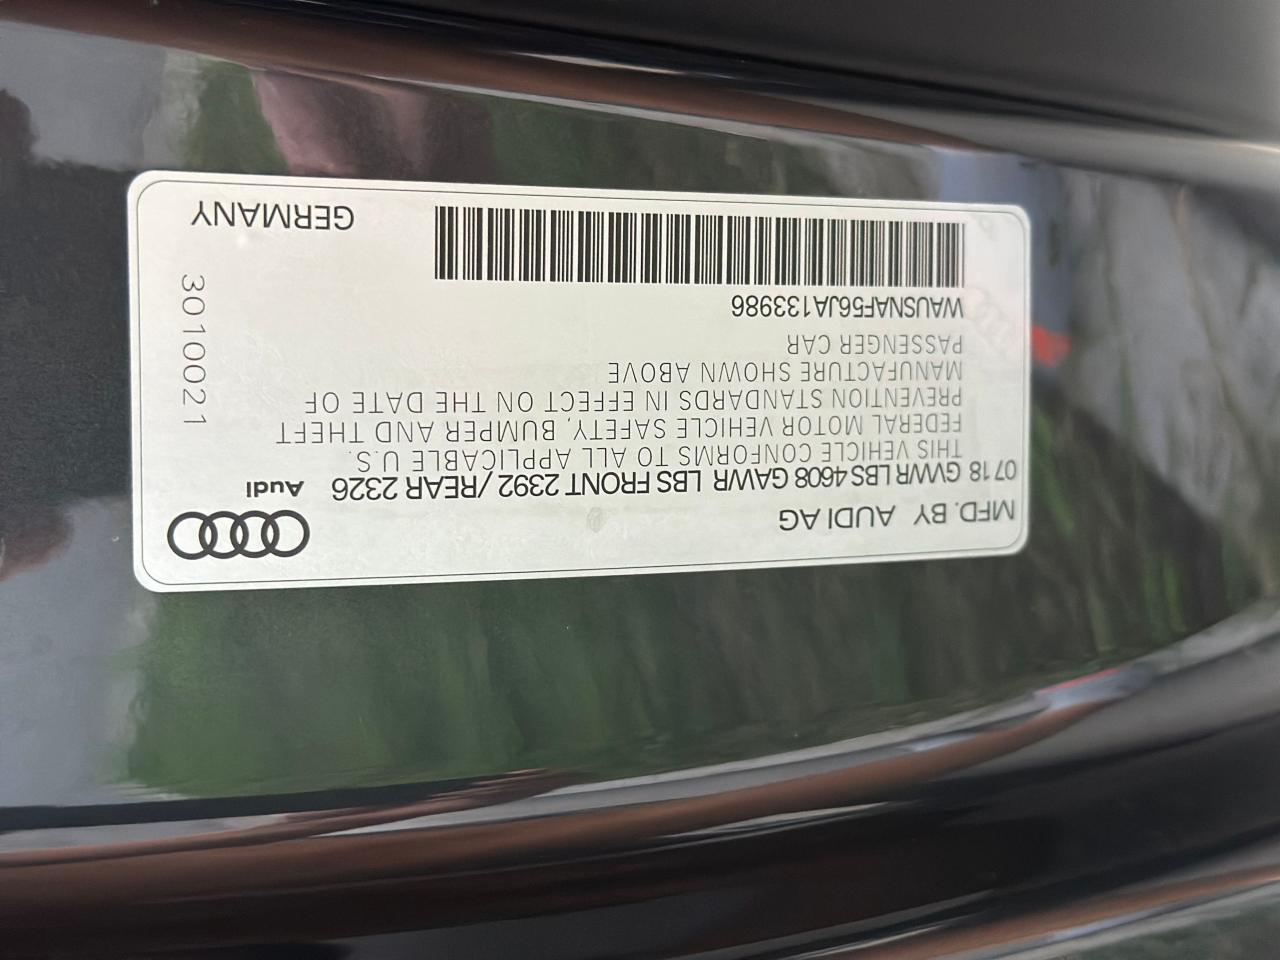 MFD. BY AUDI AG
Audi
07 18 GVWR LBS 4608 GAWR LBS FRONT 2392 / REAR 2326
THIS VEHICLE CONFORMS TO ALL APPLICABLE U.S.
FEDERAL MOTOR VEHICLE SAFETY, BUMPER AND THEFT
PREVENTION STANDARDS IN EFFECT ON THE DATE OF
MANUFACTURE SHOWN ABOVE
PASSENGER CAR
WAUSNAF56JA133986
GERMANY
3010021